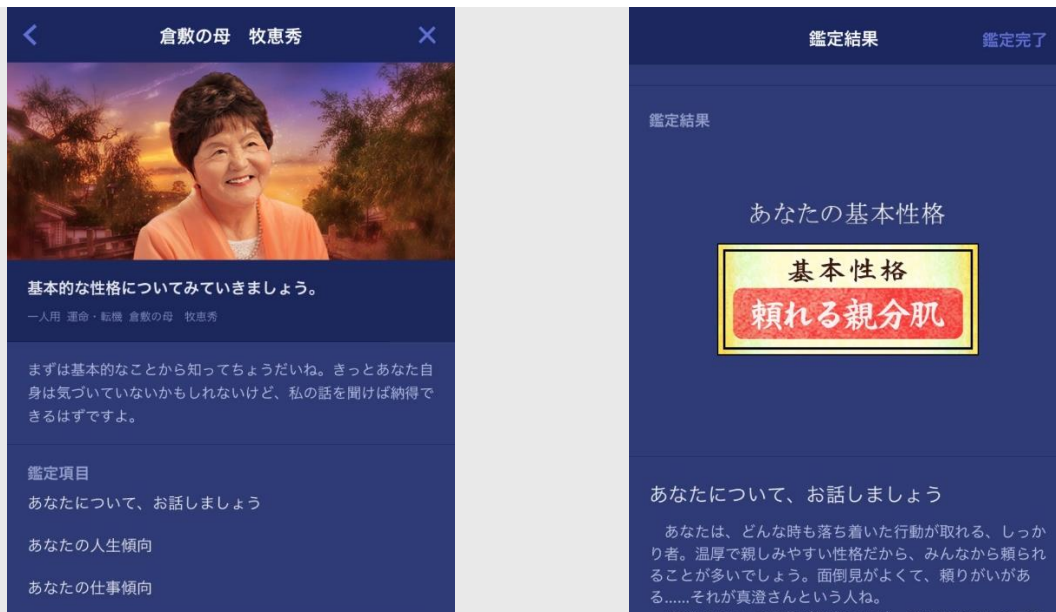 倉敷の母　牧恵秀
基本的な性格についてみていきましょう。
一人用 運命・転機 倉敷の母　牧恵秀
まずは基本的なことから知ってちょうだいね。きっとあなた自
身は気づいていないかもしれないけど、私の話を聞けば納得で
きるはずですよ。
鑑定項目
あなたについて、お話しましょう
あなたの人生傾向
あなたの仕事傾向
鑑定結果
鑑定完了
鑑定結果
あなたの基本性格
基本性格
頼れる親分肌
あなたについて、お話しましょう
　あなたは、どんな時も落ち着いた行動が取れる、しっか
り者。温厚で親しみやすい性格だから、みんなから頼られ
ることが多いでしょう。面倒見がよくて、頼りがいがあ
る……それが真澄さんという人ね。